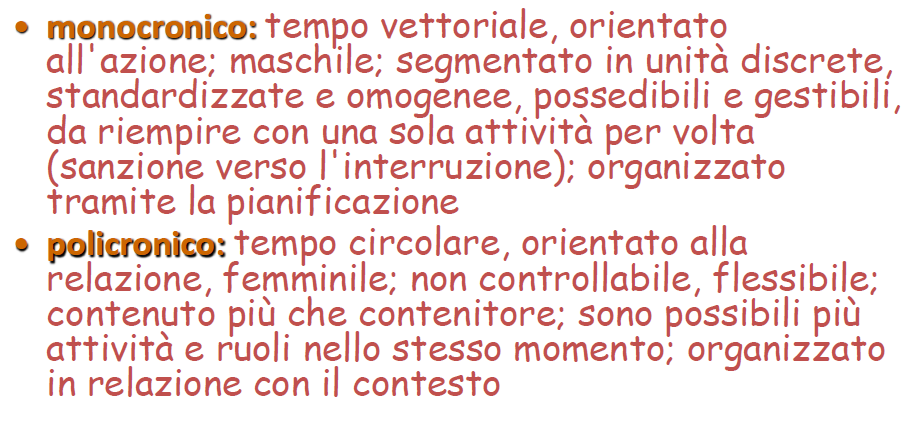 • monocronico: tempo vettoriale, orientato
all'azione; maschile; segmentato in unità discrete,
standardizzate e omogenee, possedibili e gestibili,
da riempire con una sola attività per volta
(sanzione verso l'interruzione); organizzato
tramite la pianificazione
• policronico: tempo circolare, orientato alla
relazione, femminile; non controllabile, flessibile;
contenuto più che contenitore; sono possibili più
attività e ruoli nello stesso momento; organizzato
in relazione con il contesto